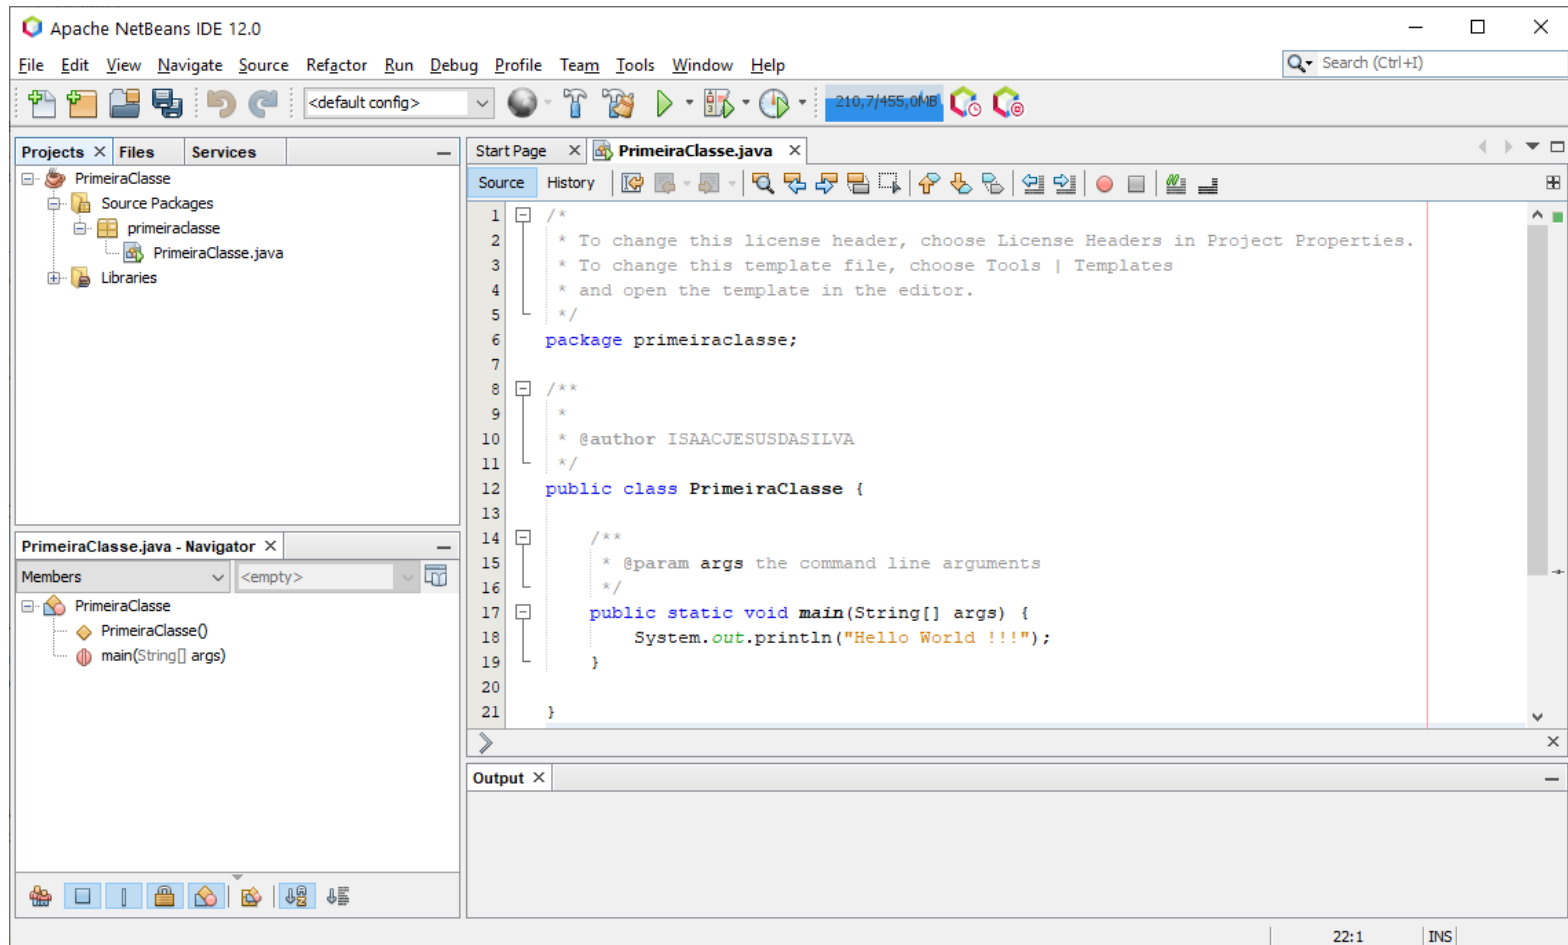 Apache NetBeans IDE 12.0
File Edit View Navigate Source Refactor Run Debug Profile Team Tools Window Help
Search (Ctrl+I)
<default config>
210,7/455,0MB
Projects Files Services
PrimeiraClasse
Source Packages
primeiraclasse
PrimeiraClasse.java
Libraries
PrimeiraClasse.java - Navigator
Members <empty>
PrimeiraClasse
PrimeiraClasse()
main(String[] args)
Start Page PrimeiraClasse.java
Source History
1 /*
2 * To change this license header, choose License Headers in Project Properties.
3 * To change this template file, choose Tools | Templates
4 * and open the template in the editor.
5 */
6 package primeiraclasse;
7
8 /**
9 *
10 * @author ISAACJESUSDASILVA
11 */
12 public class PrimeiraClasse {
13
14 /**
15 * @param args the command line arguments
16 */
17 public static void main(String[] args) {
18 System.out.println("Hello World !!!");
19 }
20
21 }
Output
22:1 INS